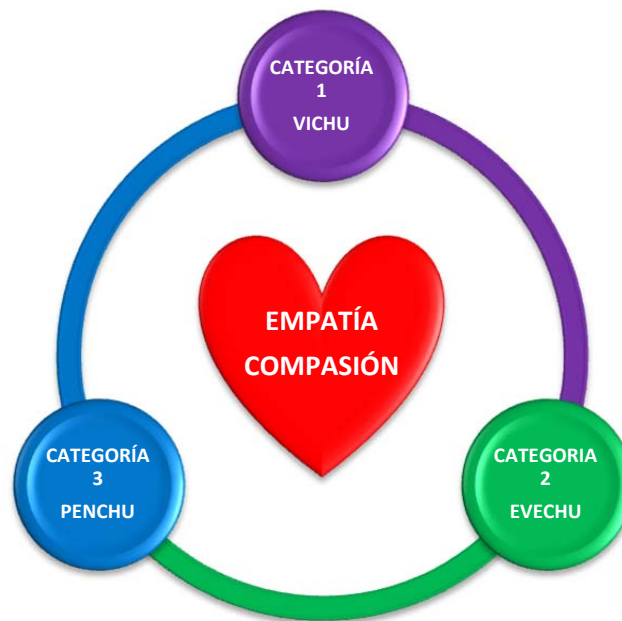 CATEGORÍA
1
VICHU
EMPATÍA
COMPASIÓN
CATEGORÍA
3
PENCHU
CATEGORIA
2
EVECHU